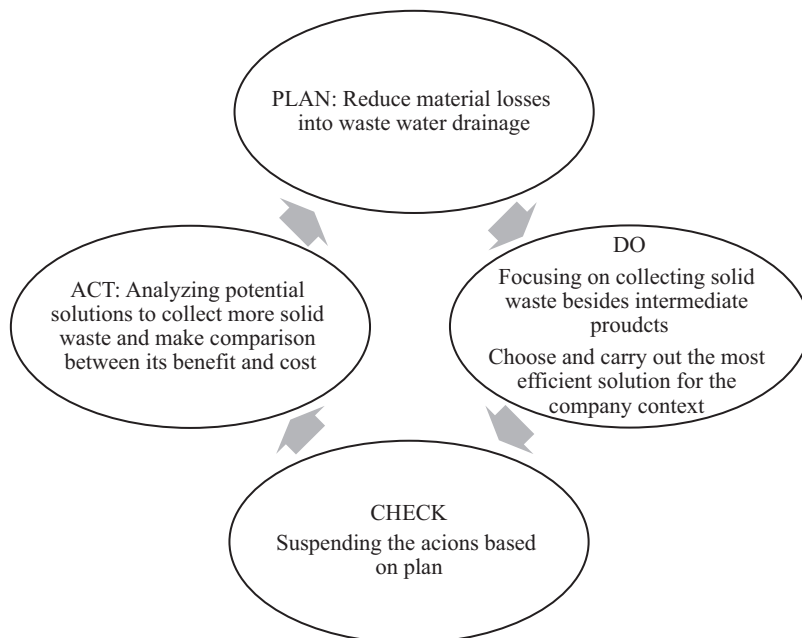 PLAN: Reduce material losses
into waste water drainage
DO
Focusing on collecting solid
waste besides intermediate
proudcts
Choose and carry out the most
efficient solution for the
company context
CHECK
Suspending the acions based
on plan
ACT: Analyzing potential
solutions to collect more solid
waste and make comparison
between its benefit and cost